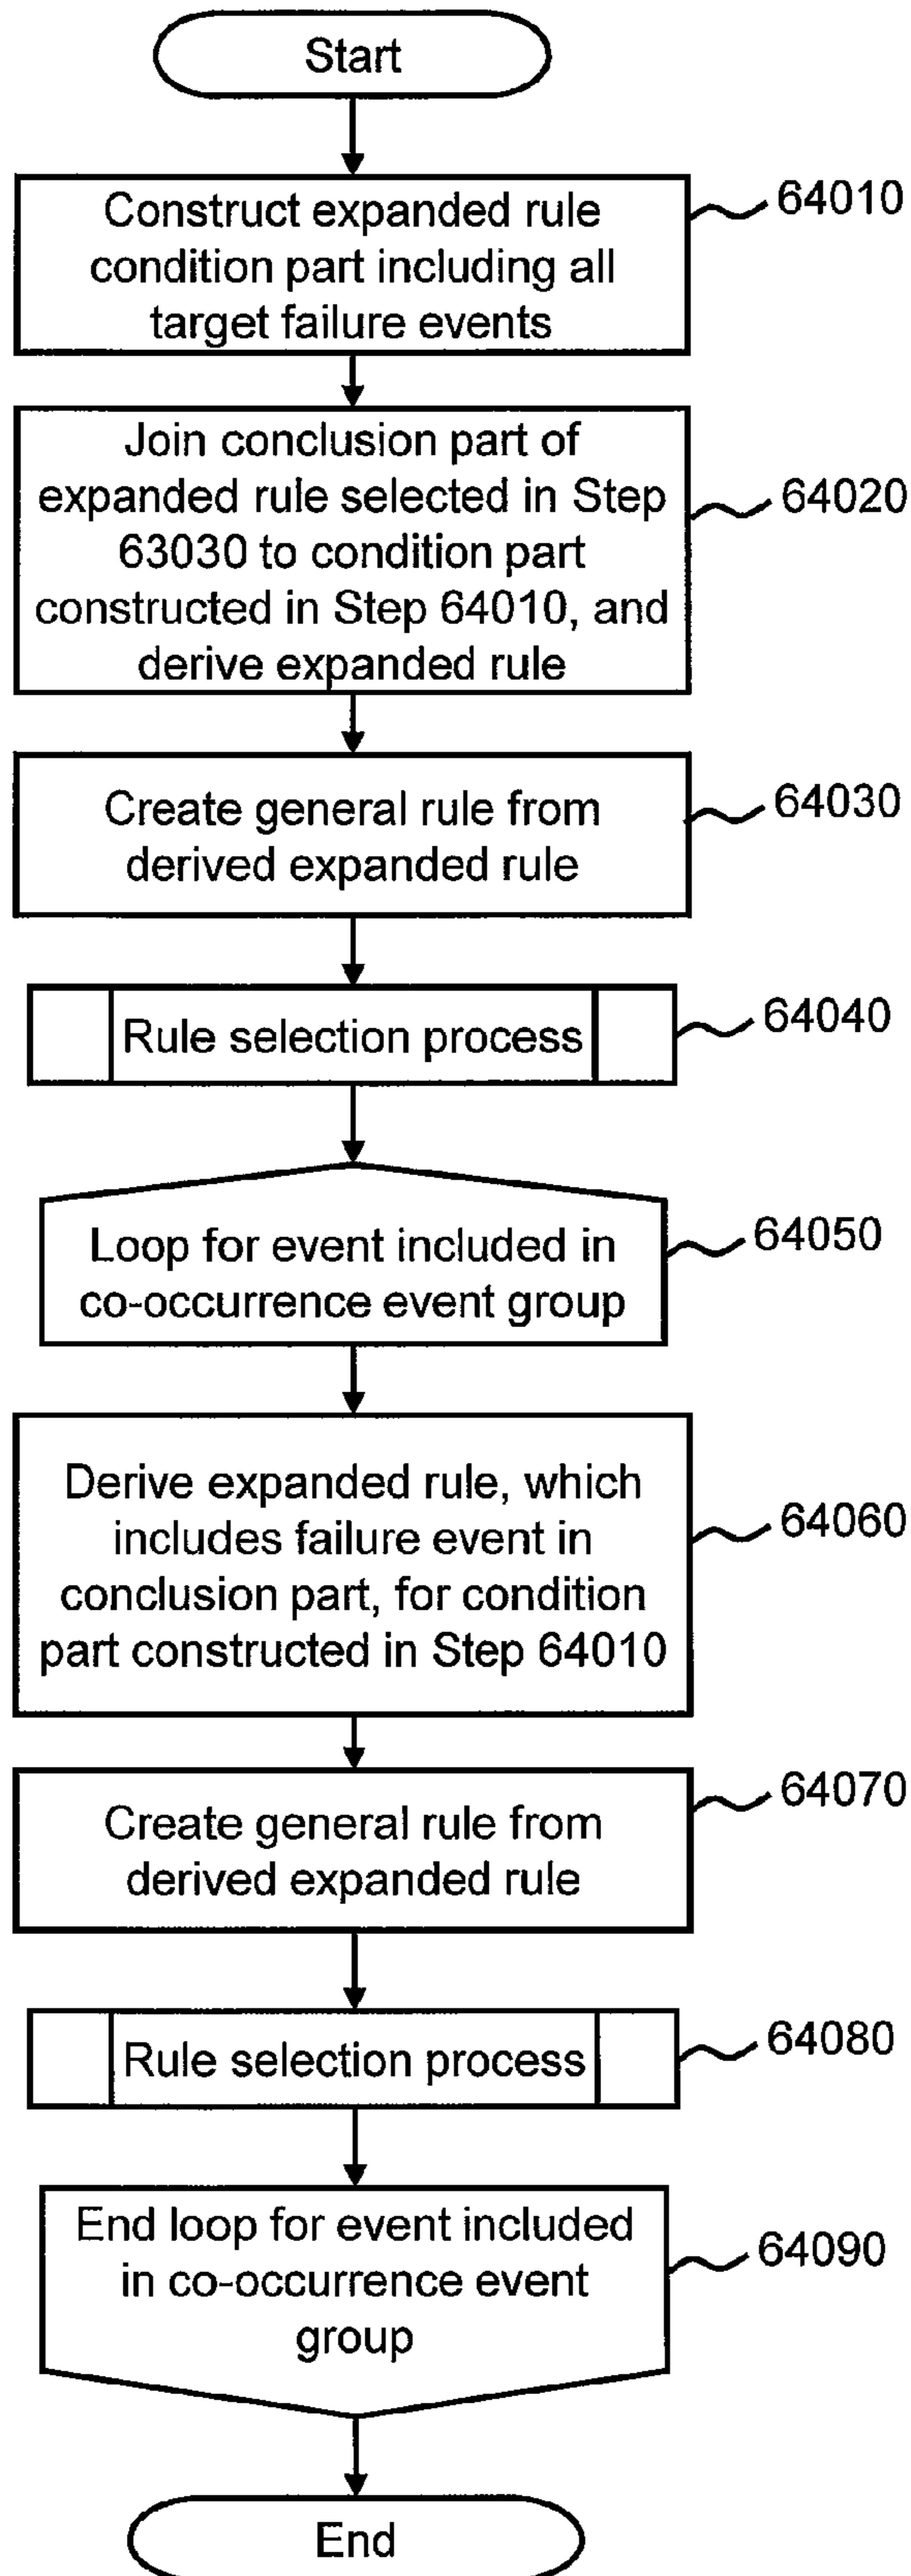 Start
Construct expanded rule
condition part including all
target failure events
64010
Join conclusion part of
expanded rule selected in Step
63030 to condition part
constructed in Step 64010, and
derive expanded rule
64020
Create general rule from
derived expanded rule
64030
Rule selection process
64040
Loop for event included in
co-occurrence event group
64050
Derive expanded rule, which
includes failure event in
conclusion part, for condition
part constructed in Step 64010
64060
Create general rule from
derived expanded rule
64070
Rule selection process
64080
End loop for event included
in co-occurrence event
group
64090
End